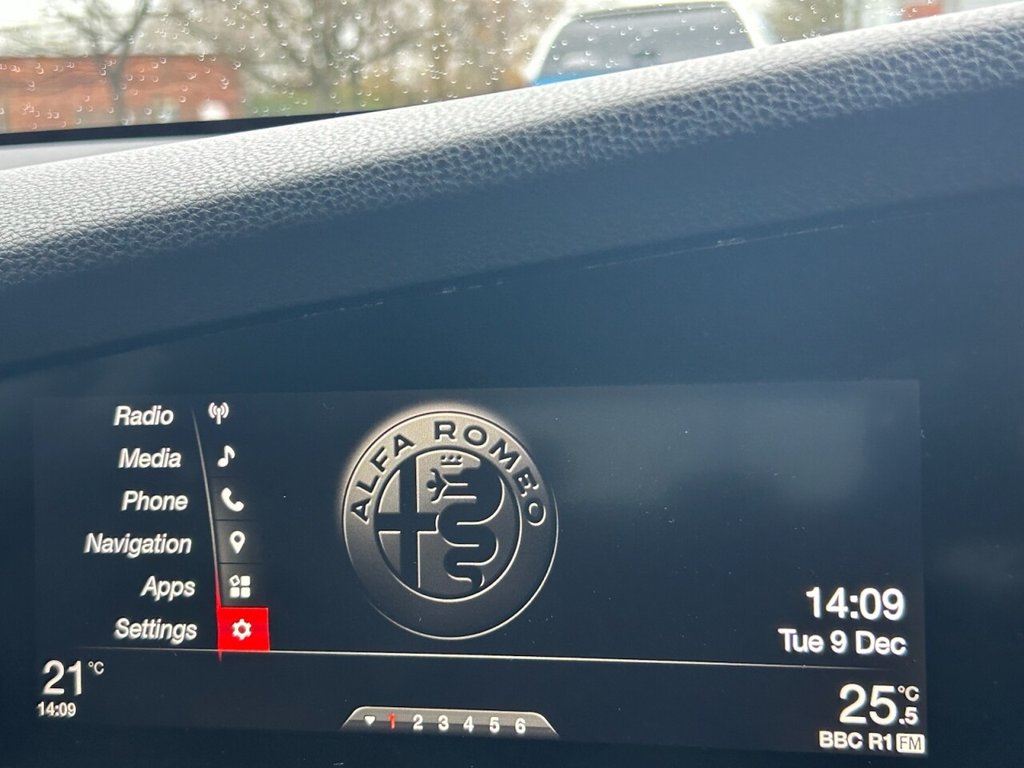 Radio
Media
Phone
Navigation
Apps
Settings
ALFA ROMEO
14:09
Tue 9 Dec
21°C
14:09
1 2 3 4 5 6
25.5°C
BBC R1 FM